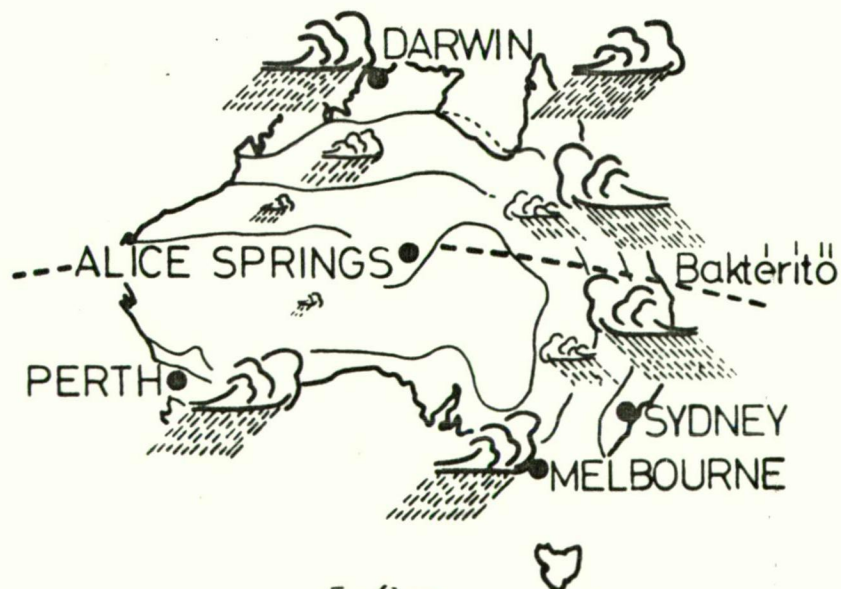 DARWIN
ALICE SPRINGS
Baktérítő
PERTH
SYDNEY
MELBOURNE